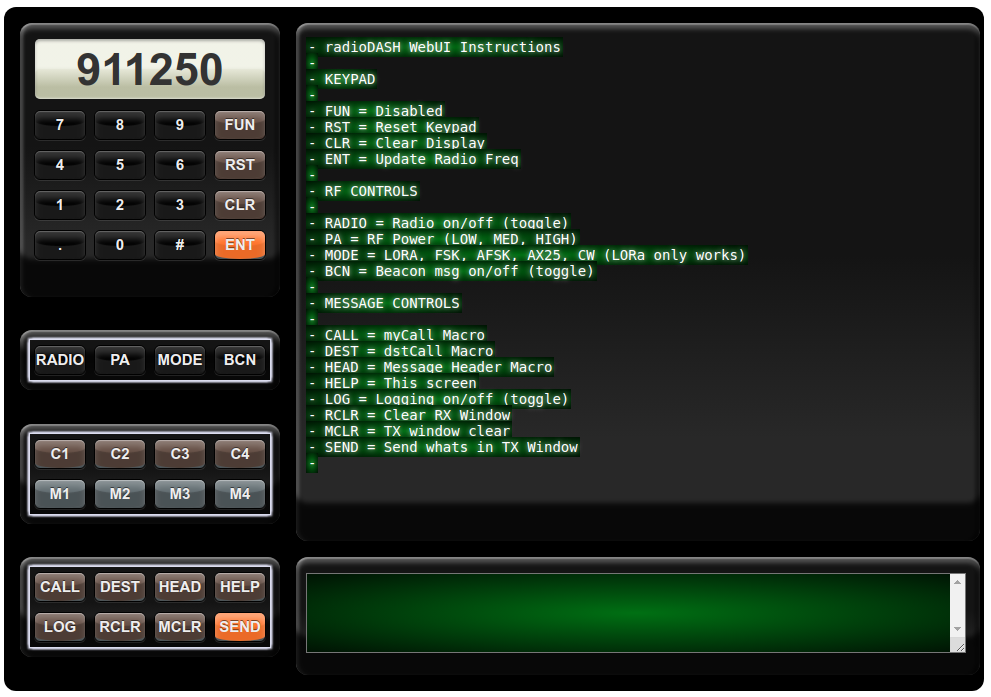 911250
7 8 9 FUN
4 5 6 RST
1 2 3 CLR
. 0 # ENT
RADIO PA MODE BCN
C1 C2 C3 C4
M1 M2 M3 M4
CALL DEST HEAD HELP
LOG RCLR MCLR SEND
- radioDASH WebUI Instructions
-
- KEYPAD
-
- FUN = Disabled
- RST = Reset Keypad
- CLR = Clear Display
- ENT = Update Radio Freq
-
- RF CONTROLS
-
- RADIO = Radio on/off (toggle)
- PA = RF Power (LOW, MED, HIGH)
- MODE = LORA, FSK, AFSK, AX25, CW (LORa only works)
- BCN = Beacon msg on/off (toggle)
-
- MESSAGE CONTROLS
-
- CALL = myCall Macro
- DEST = dstCall Macro
- HEAD = Message Header Macro
- HELP = This screen
- LOG = Logging on/off (toggle)
- RCLR = Clear RX Window
- MCLR = TX window clear
- SEND = Send whats in TX Window
-